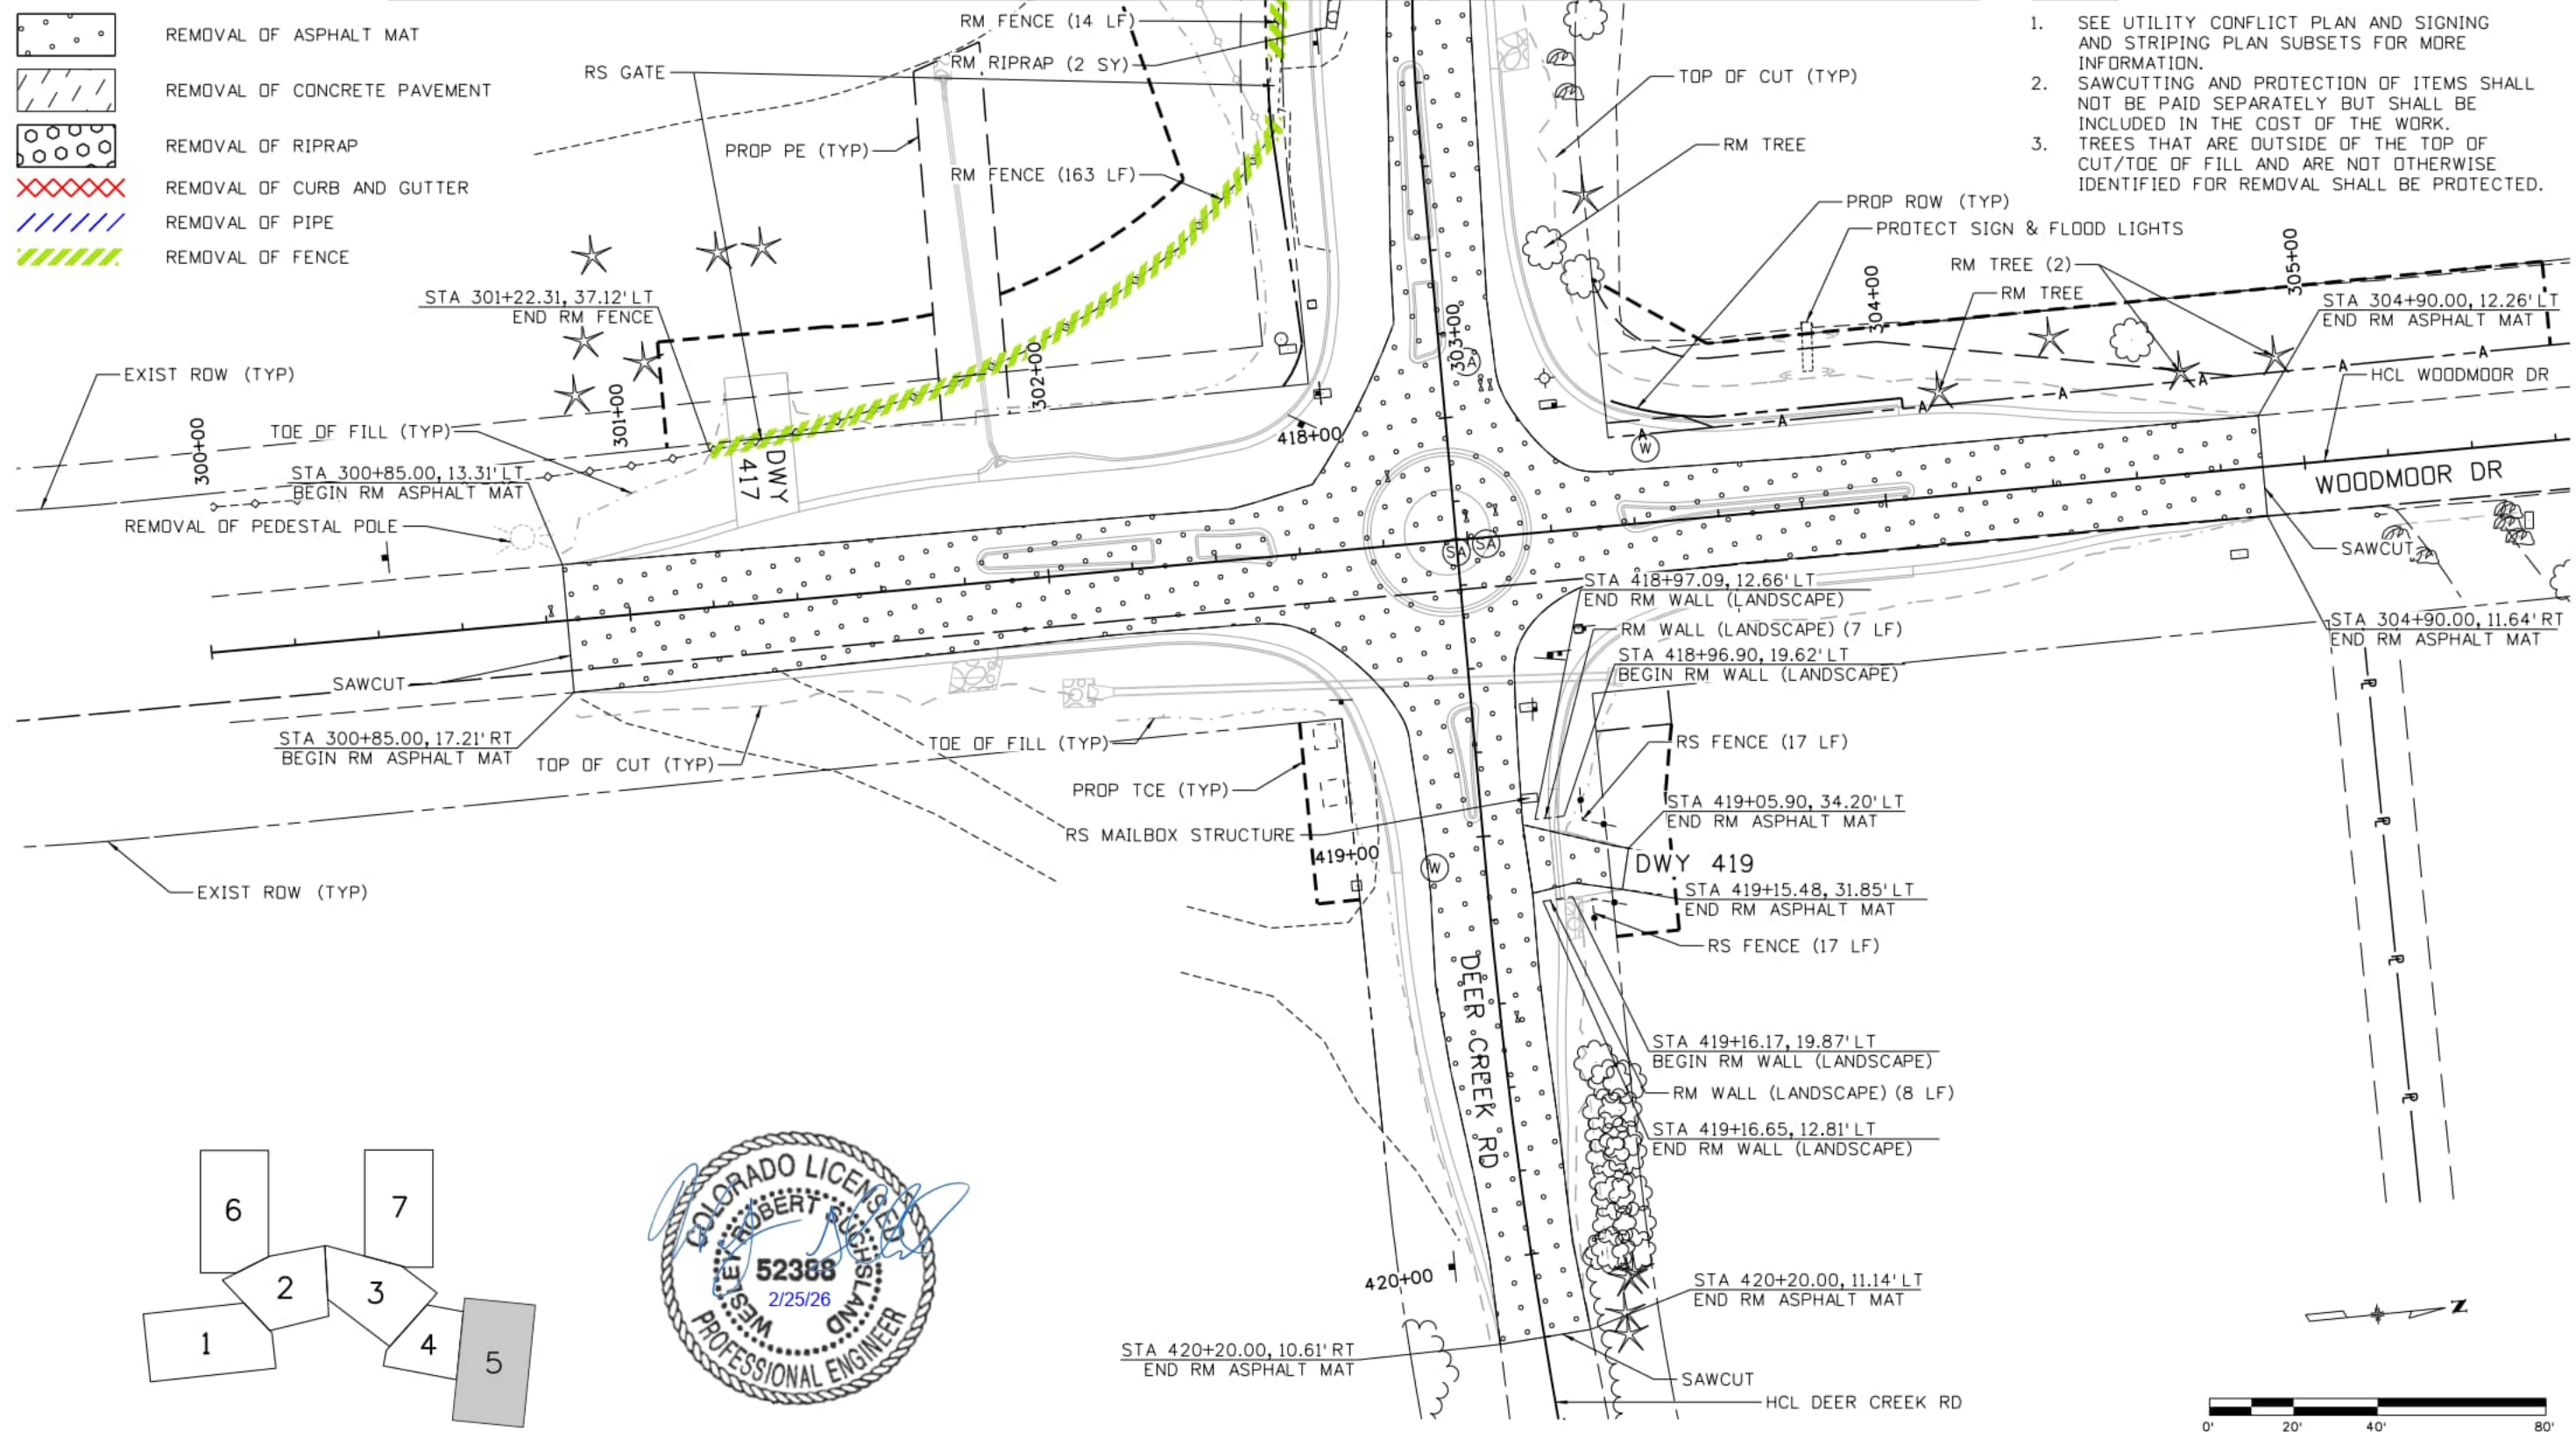 REMOVAL OF ASPHALT MAT
REMOVAL OF CONCRETE PAVEMENT
REMOVAL OF RIPRAP
REMOVAL OF CURB AND GUTTER
REMOVAL OF PIPE
REMOVAL OF FENCE
1. SEE UTILITY CONFLICT PLAN AND SIGNING
AND STRIPING PLAN SUBSETS FOR MORE
INFORMATION.
2. SAWCUTTING AND PROTECTION OF ITEMS SHALL
NOT BE PAID SEPARATELY BUT SHALL BE
INCLUDED IN THE COST OF THE WORK.
3. TREES THAT ARE OUTSIDE OF THE TOP OF
CUT/TOE OF FILL AND ARE NOT OTHERWISE
IDENTIFIED FOR REMOVAL SHALL BE PROTECTED.
RM FENCE (14 LF)
RM RIPRAP (2 SY)
RS GATE
PROP PE (TYP)
RM FENCE (163 LF)
TOP OF CUT (TYP)
RM TREE
PROP ROW (TYP)
PROTECT SIGN & FLOOD LIGHTS
RM TREE (2)
RM TREE
305+00
304+00
303+00
302+00
301+00
300+00
STA 304+90.00, 12.26' LT
END RM ASPHALT MAT
STA 301+22.31, 37.12' LT
END RM FENCE
EXIST ROW (TYP)
HCL WOODMOOR DR
TOE OF FILL (TYP)
418+00
STA 300+85.00, 13.31' LT
BEGIN RM ASPHALT MAT
DWY
417
A
A
A
A
A
A
A
A
W
WOODMOOR DR
REMOVAL OF PEDESTAL POLE
SA
SA
SAWCUT
STA 418+97.09, 12.66' LT
END RM WALL (LANDSCAPE)
RM WALL (LANDSCAPE) (7 LF)
STA 304+90.00, 11.64' RT
END RM ASPHALT MAT
STA 418+96.90, 19.62' LT
BEGIN RM WALL (LANDSCAPE)
SAWCUT
STA 300+85.00, 17.21' RT
BEGIN RM ASPHALT MAT
TOP OF CUT (TYP)
TOE OF FILL (TYP)
RS FENCE (17 LF)
PROP TCE (TYP)
STA 419+05.90, 34.20' LT
END RM ASPHALT MAT
RS MAILBOX STRUCTURE
419+00
W
DWY 419
EXIST ROW (TYP)
STA 419+15.48, 31.85' LT
END RM ASPHALT MAT
RS FENCE (17 LF)
DEER CREEK RD
STA 419+16.17, 19.87' LT
BEGIN RM WALL (LANDSCAPE)
RM WALL (LANDSCAPE) (8 LF)
STA 419+16.65, 12.81' LT
END RM WALL (LANDSCAPE)
420+00
STA 420+20.00, 11.14' LT
END RM ASPHALT MAT
STA 420+20.00, 10.61' RT
END RM ASPHALT MAT
SAWCUT
HCL DEER CREEK RD
6
7
2
3
1
4
5
COLORADO LICENSED
WESLEY ROBERT SUCHSLAND
52388
2/25/26
PROFESSIONAL ENGINEER
N
0' 20' 40' 80'